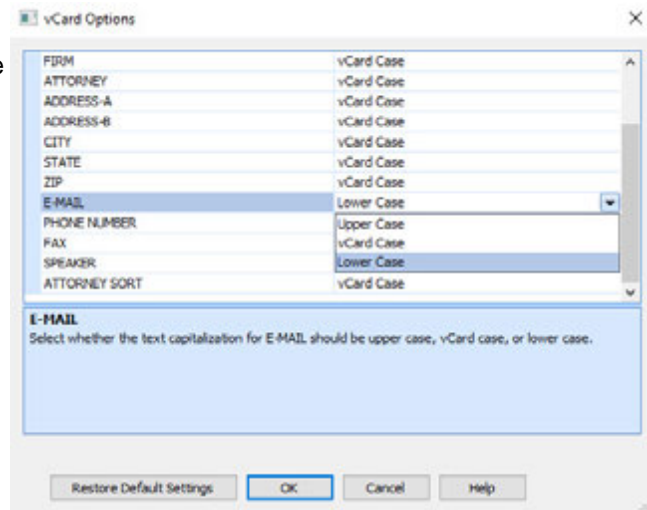 vCard Options
e
FIRM vCard Case
ATTORNEY vCard Case
ADDRESS-A vCard Case
ADDRESS-B vCard Case
CITY vCard Case
STATE vCard Case
ZIP vCard Case
E-MAIL Lower Case
PHONE NUMBER Upper Case
FAX vCard Case
SPEAKER Lower Case
ATTORNEY SORT vCard Case
E-MAIL
Select whether the text capitalization for E-MAIL should be upper case, vCard case, or lower case.
Restore Default Settings OK Cancel Help